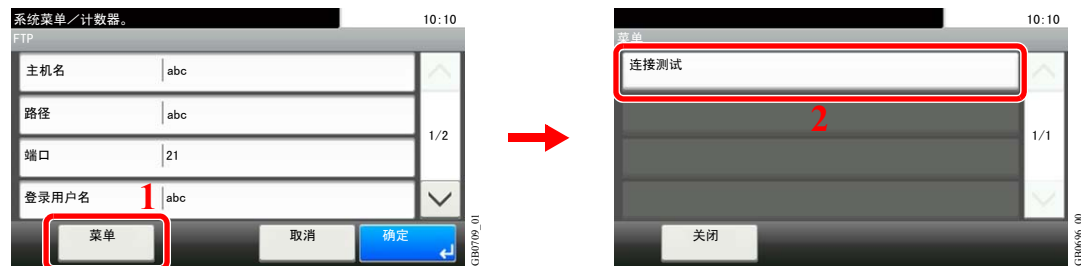 系统菜单／计数器。
10:10
FTP
主机名 abc
路径 abc
端口 21
登录用户名 abc
1/2
1
菜单
取消
确定
GB0709_01
10:10
菜单
连接测试
2
1/1
关闭
GB0696_00